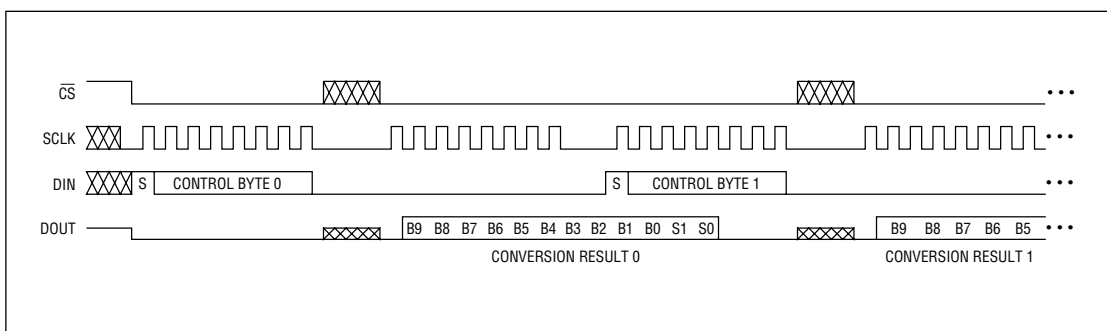 CS
•••
SCLK
•••
DIN S CONTROL BYTE 0 S CONTROL BYTE 1
•••
DOUT B9 B8 B7 B6 B5 B4 B3 B2 B1 B0 S1 S0 B9 B8 B7 B6 B5 •••
CONVERSION RESULT 0 CONVERSION RESULT 1